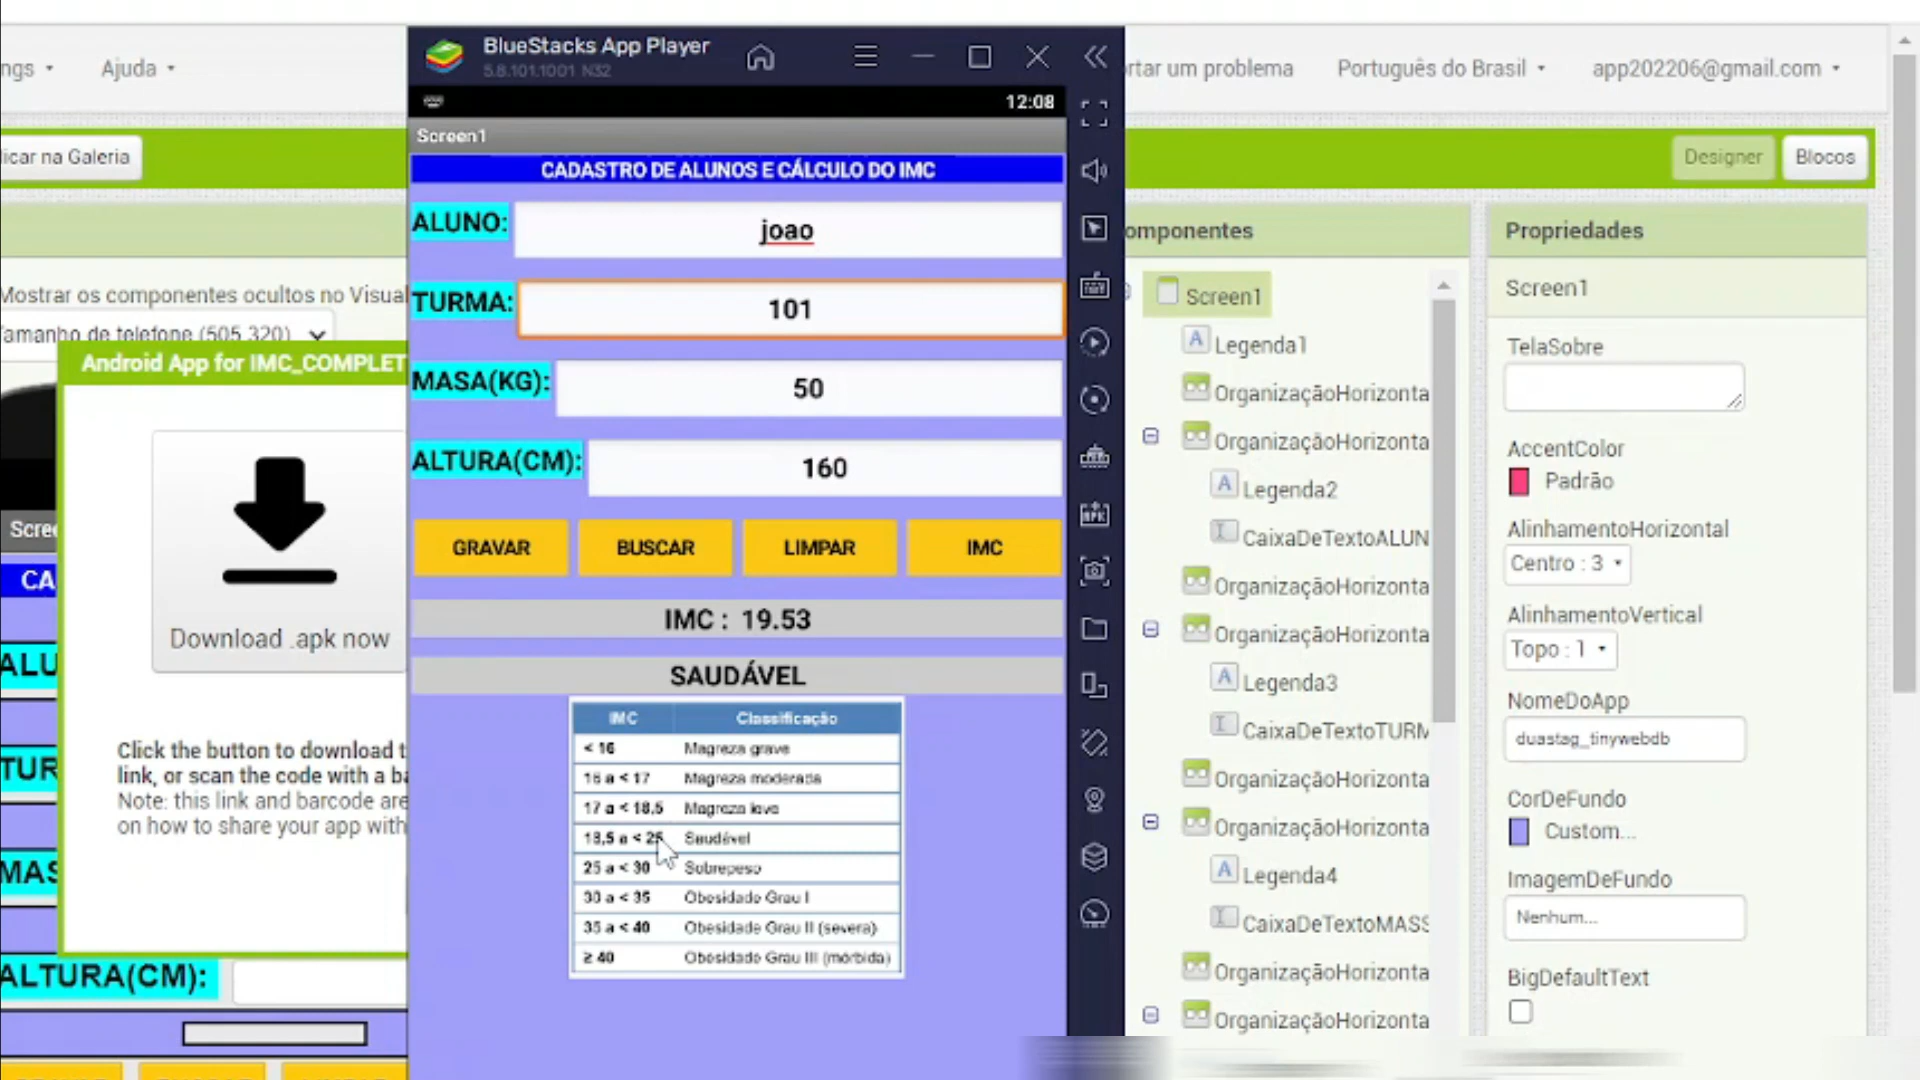 ngs
Ajuda
BlueStacks App Player
5.8.101.1001 N32
rtar um problema
Português do Brasil
app202206@gmail.com
12:08
Screen1
licar na Galeria
Designer
Blocos
CADASTRO DE ALUNOS E CÁLCULO DO IMC
ALUNO:
joao
TURMA:
101
MASA(KG):
50
ALTURA(CM):
160
GRAVAR
BUSCAR
LIMPAR
IMC
IMC : 19.53
SAUDÁVEL
IMC Classificação
< 16 Magreza grave
16 a < 17 Magreza moderada
17 a < 18,5 Magreza leve
18,5 a < 25 Saudável
25 a < 30 Sobrepeso
30 a < 35 Obesidade Grau I
35 a < 40 Obesidade Grau II (severa)
≥ 40 Obesidade Grau III (mórbida)
Mostrar os componentes ocultos no Visual
Tamanho de telefone (505,320)
Android App for IMC_COMPLET
Download .apk now
Click the button to download t
link, or scan the code with a ba
Note: this link and barcode are
on how to share your app with
Scree
CA
ALU
TUR
MAS
ALTURA(CM):
omponentes
Screen1
Legenda1
OrganizaçãoHorizonta
OrganizaçãoHorizonta
Legenda2
CaixaDeTextoALUN
OrganizaçãoHorizonta
OrganizaçãoHorizonta
Legenda3
CaixaDeTextoTURM
OrganizaçãoHorizonta
OrganizaçãoHorizonta
Legenda4
CaixaDeTextoMASS
OrganizaçãoHorizonta
OrganizaçãoHorizonta
Propriedades
Screen1
TelaSobre
AccentColor
Padrão
AlinhamentoHorizontal
Centro : 3
AlinhamentoVertical
Topo : 1
NomeDoApp
duastag_tinywebdb
CorDeFundo
Custom...
ImagemDeFundo
Nenhum...
BigDefaultText